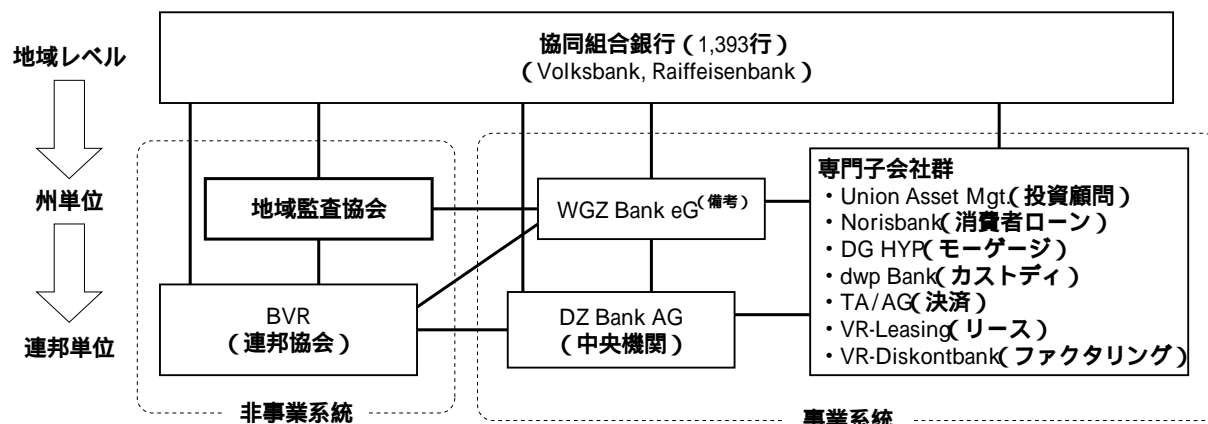 協同組合銀行(1,393行)
(Volksbank, Raiffeisenbank)
地域レベル
州単位
連邦単位
地域監査協会
BVR
(連邦協会)
非事業系統
WGZ Bank eG(備考)
DZ Bank AG
(中央機関)
専門子会社群
・Union Asset Mgt.(投資顧問)
・Norisbank(消費者ローン)
・DG HYP(モーゲージ)
・dwp Bank(カストディ)
・TA/AG(決済)
・VR-Leasing(リース)
・VR-Diskontbank(ファクタリング)
事業系統